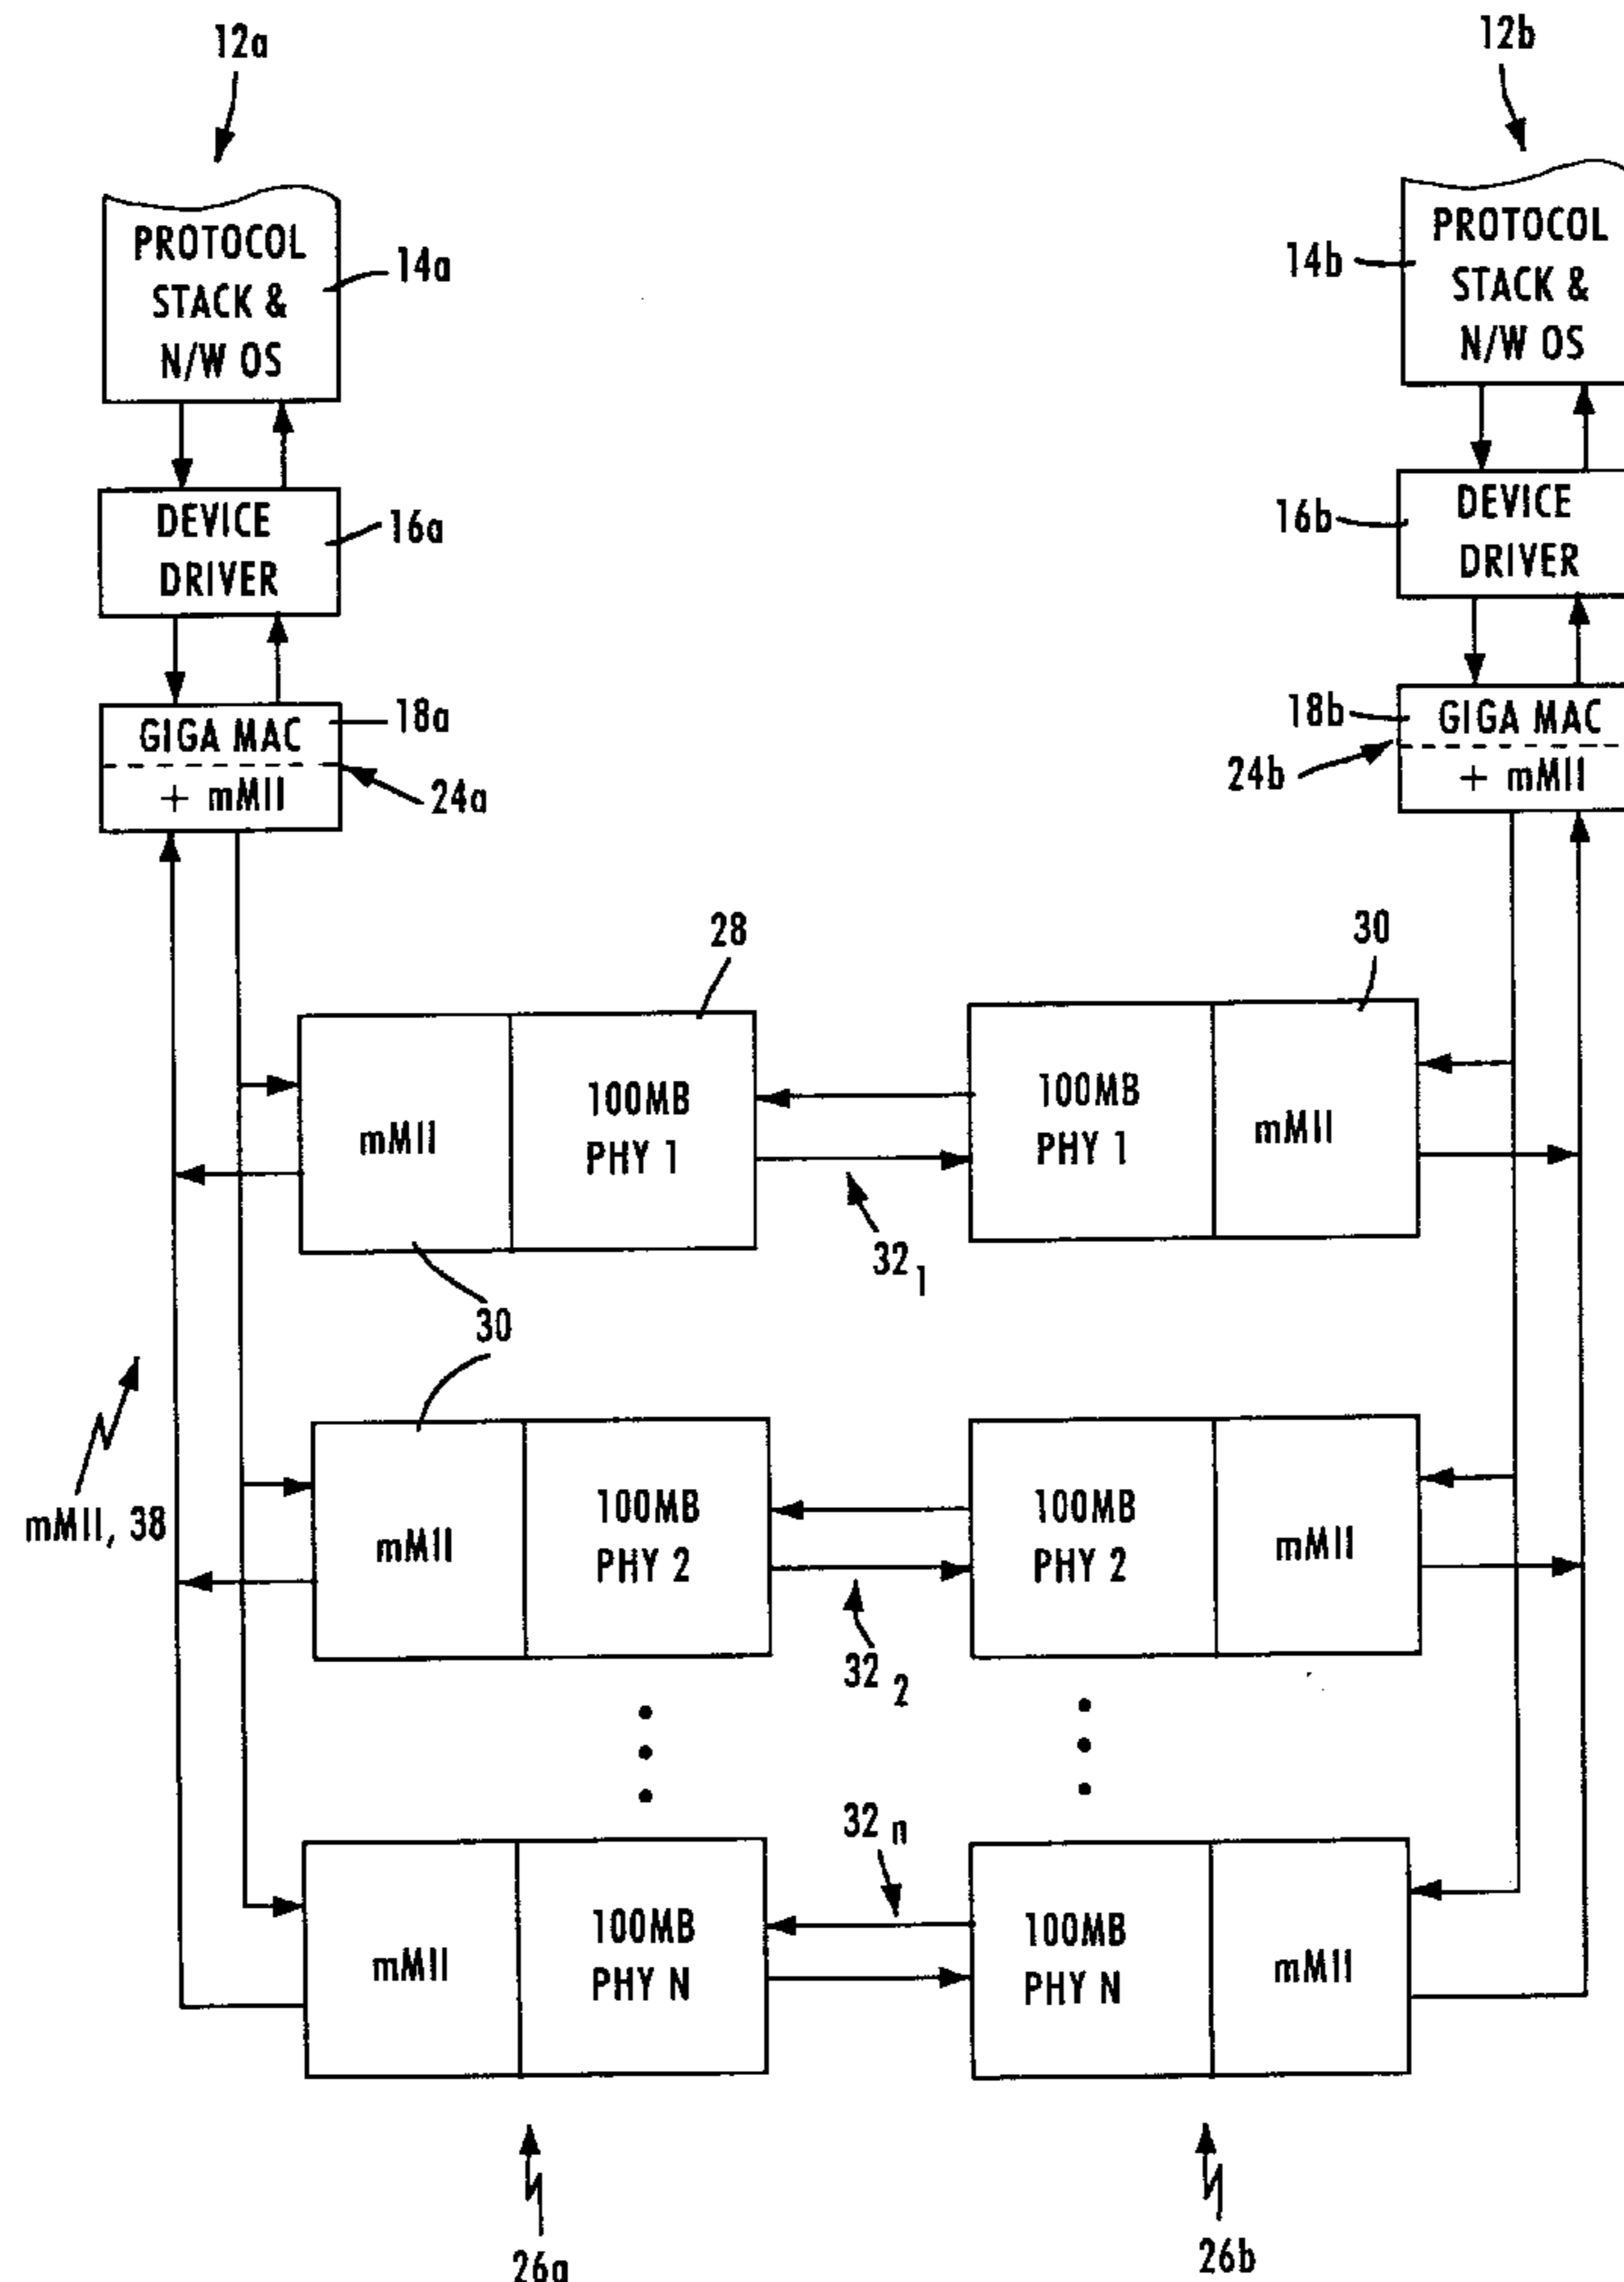 12a
12b
PROTOCOL
STACK &
N/W OS
14a
14b
PROTOCOL
STACK &
N/W OS
DEVICE
DRIVER
16a
16b
DEVICE
DRIVER
GIGA MAC
+ mMII
18a
24a
18b
24b
GIGA MAC
+ mMII
28
30
mMII
100MB
PHY 1
100MB
PHY 1
mMII
32 1
30
mMII, 38
mMII
100MB
PHY 2
100MB
PHY 2
mMII
32 2
32 n
mMII
100MB
PHY N
100MB
PHY N
mMII
26a
26b